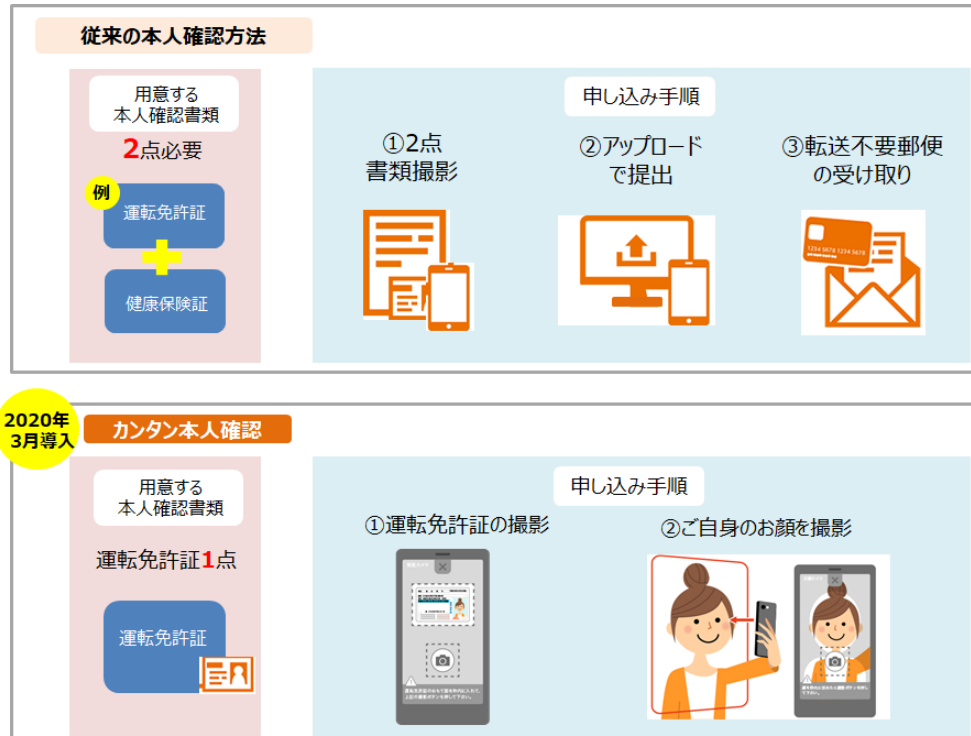 従来の本人確認方法
用意する
本人確認書類
2点必要
例
運転免許証
健康保険証
申し込み手順
①2点
書類撮影
②アップロード
で提出
③転送不要郵便
の受け取り
1234 5678 1234 5678
2020年
3月導入
カンタン本人確認
用意する
本人確認書類
運転免許証1点
運転免許証
申し込み手順
①運転免許証の撮影
②ご自身のお顔を撮影